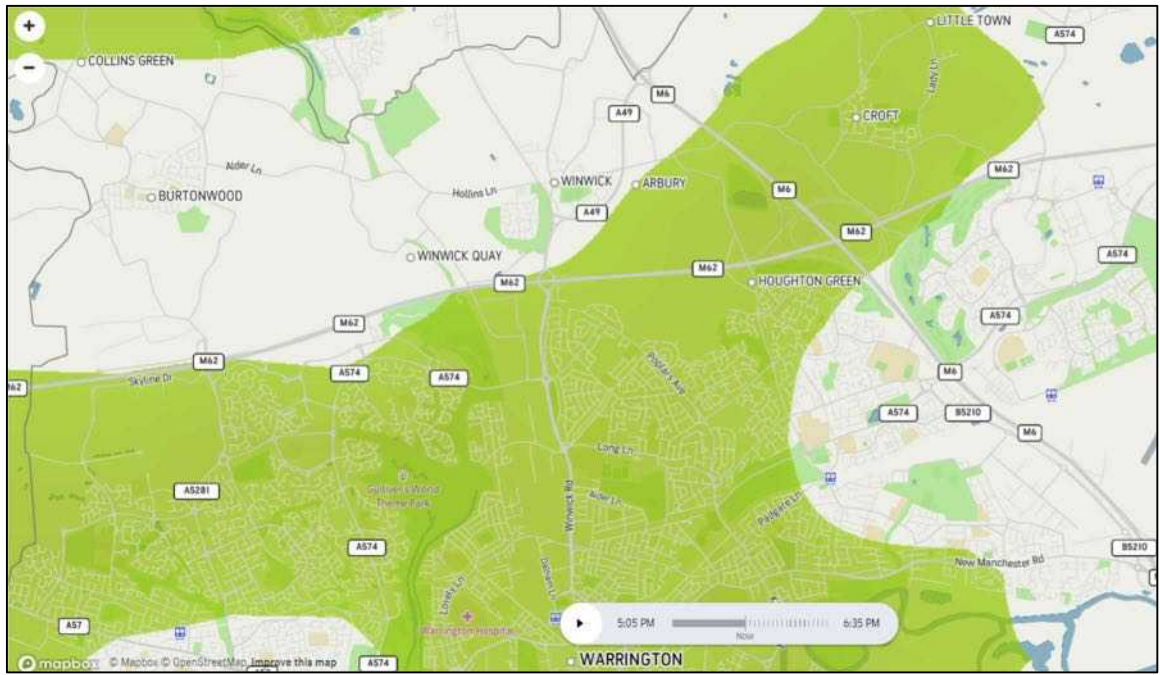 +
LITTLE TOWN
A574
COLLINS GREEN
−
Lady Ln
M6
A49
CROFT
Alder Ln
M62
WINWICK
ARBURY
M6
Hollins Ln
BURTONWOOD
A49
M62
WINWICK QUAY
A574
M62
M62
HOUGHTON GREEN
M62
A574
M62
Poplars Ave
M6
Skyline Dr
A574
A574
62
A574
B5210
M6
Long Ln
Gulliver's World
Theme Park
A5281
Winwick Rd
Alder Ln
Padgate Ln
A574
B5210
New Manchester Rd
Lovely Ln
A57
5:05 PM
Now
6:35 PM
Warrington Hospital
WARRINGTON
mapbox
© Mapbox © OpenStreetMap Improve this map
A574